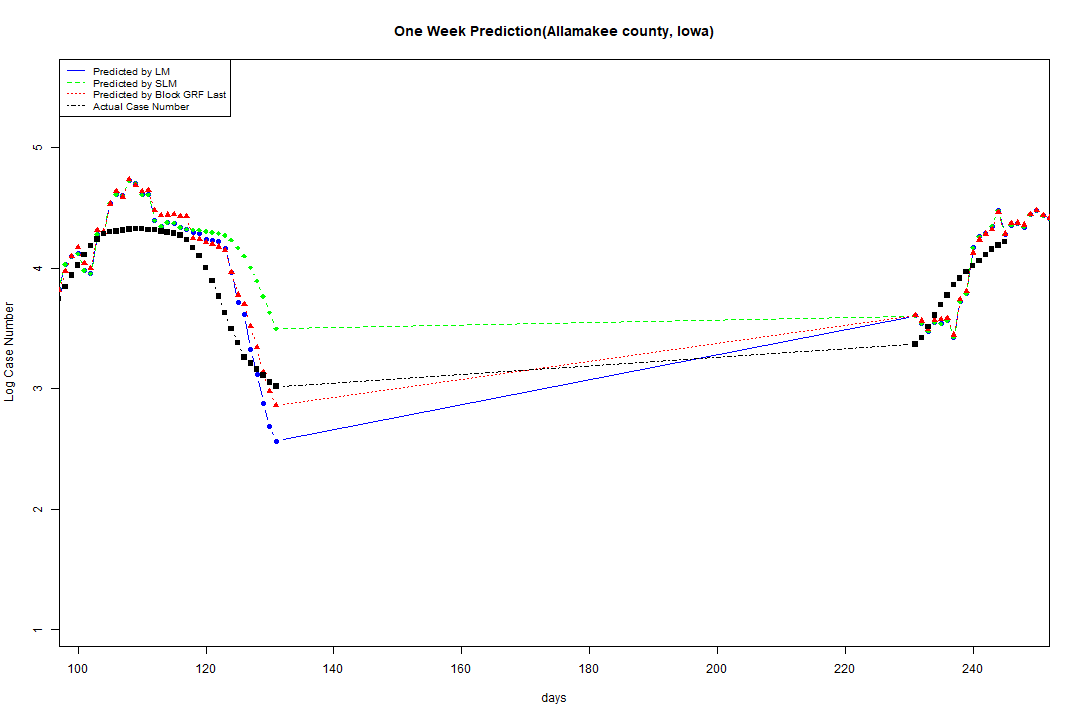 One Week Prediction(Allamakee county, Iowa)
Predicted by LM
Predicted by SLM
Predicted by Block GRF Last
Actual Case Number
5
4
3
2
1
Log Case Number
100 120 140 160 180 200 220 240
days